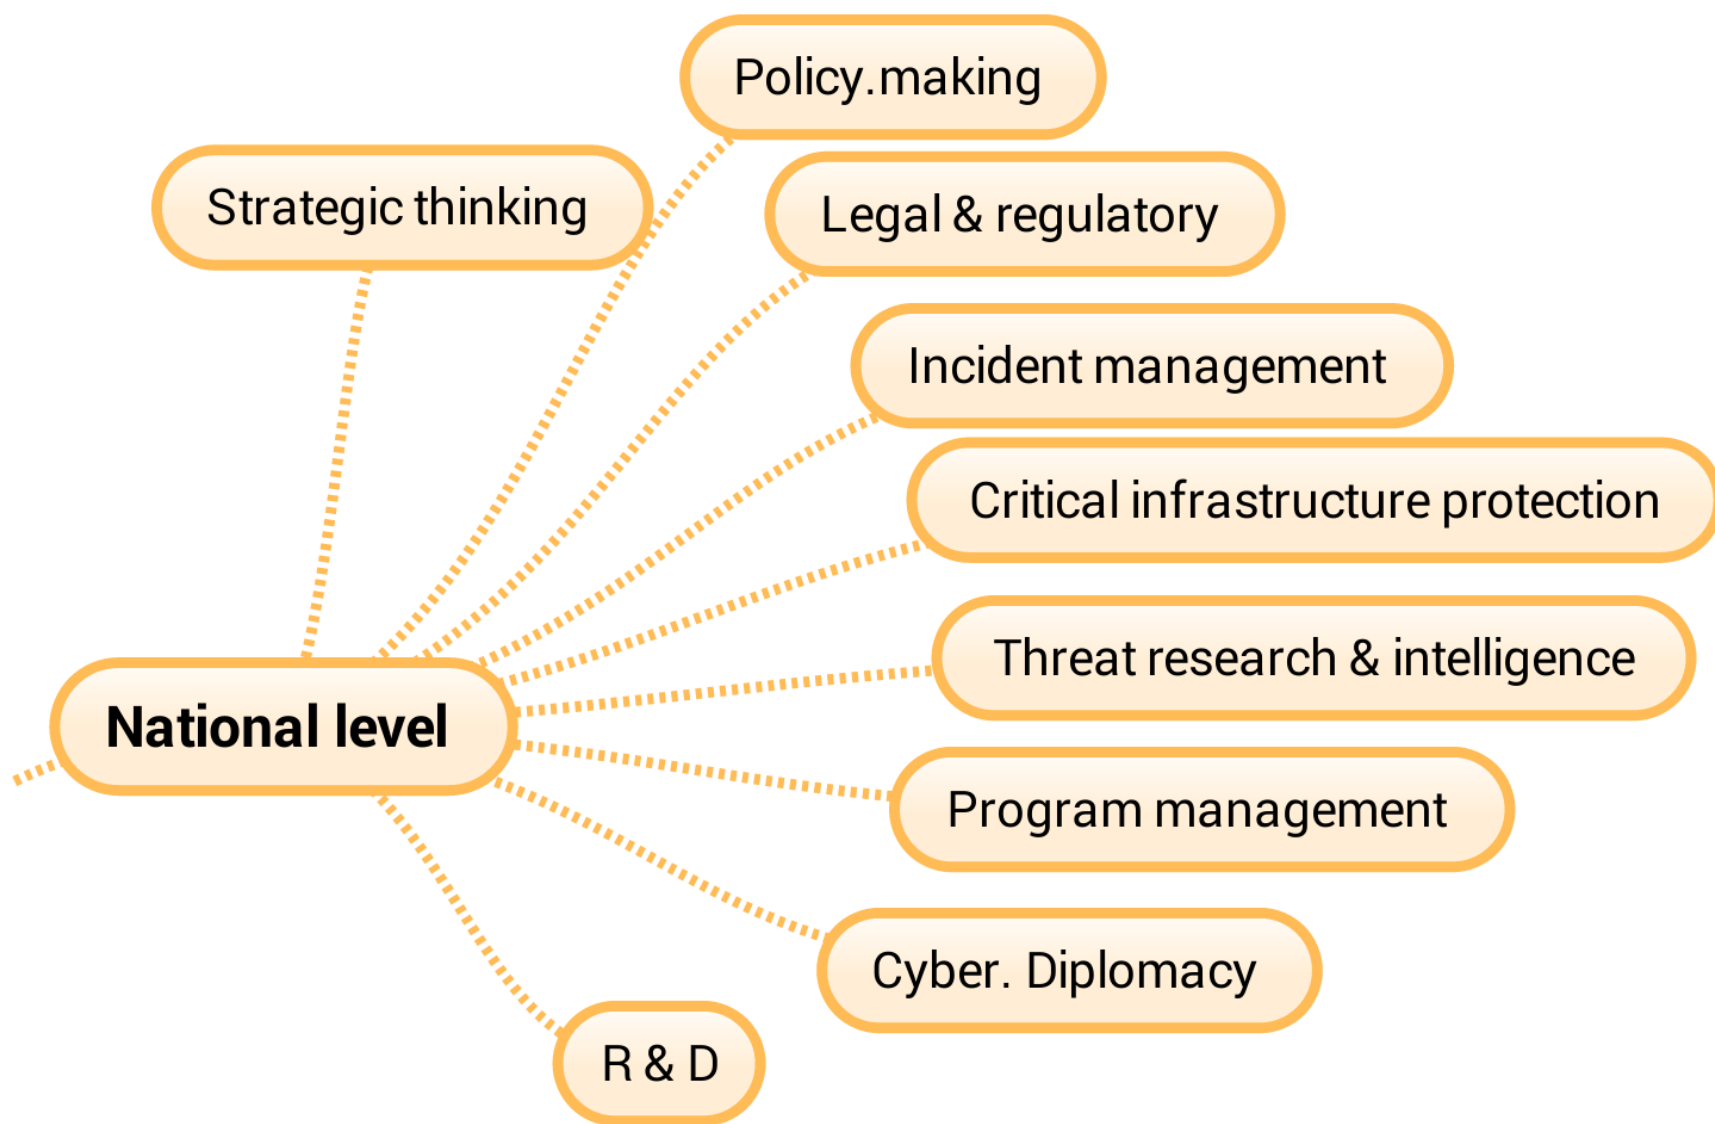 Policy.making
Strategic thinking
Legal & regulatory
Incident management
Critical infrastructure protection
Threat research & intelligence
National level
Program management
Cyber. Diplomacy
R & D